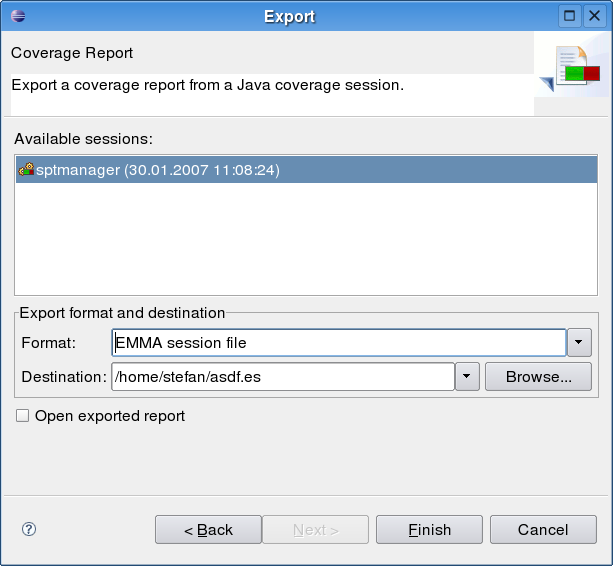 Export
Coverage Report
Export a coverage report from a Java coverage session.
Available sessions:
sptmanager (30.01.2007 11:08:24)
Export format and destination
Format: EMMA session file
Destination: /home/stefan/asdf.es Browse...
Open exported report
? < Back Next > Finish Cancel